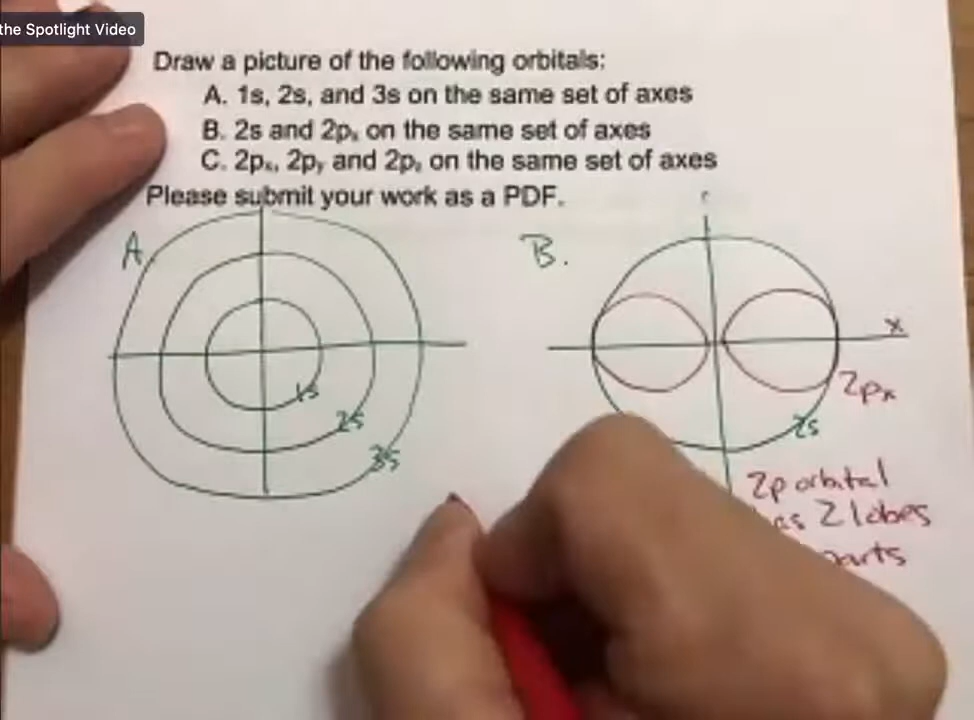 the Spotlight Video
Draw a picture of the following orbitals:
A. 1s, 2s, and 3s on the same set of axes
B. 2s and 2pₓ on the same set of axes
C. 2pₓ, 2pᵧ and 2p₂ on the same set of axes
Please submit your work as a PDF.
A
B.
x
1s
2s
3s
2px
2s
2p orbital
2 lobes